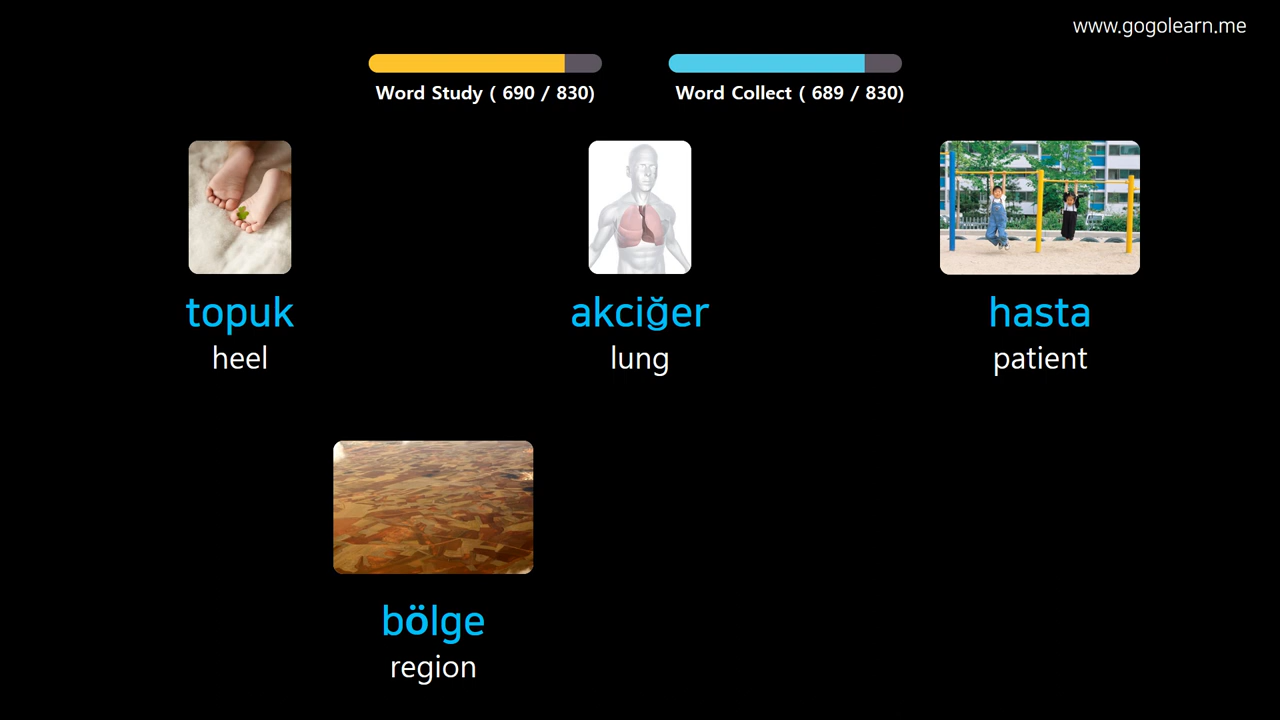 www.gogolearn.me
Word Study ( 690 / 830)
Word Collect ( 689 / 830)
topuk
heel
akciğer
lung
hasta
patient
bölge
region